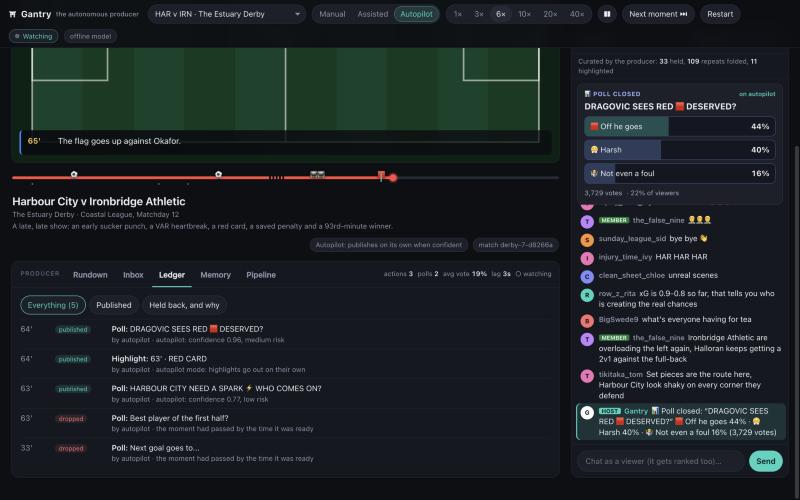 Gantry the autonomous producer
HAR v IRN · The Estuary Derby
Manual Assisted Autopilot
1× 3× 6× 10× 20× 40×
Next moment
Restart
Watching
offline model
65' The flag goes up against Okafor.
Harbour City v Ironbridge Athletic
The Estuary Derby · Coastal League, Matchday 12
A late, late show: an early sucker punch, a VAR heartbreak, a red card, a saved penalty and a 93rd-minute winner.
Autopilot: publishes on its own when confident
match derby-7-d8266a
PRODUCER Rundown Inbox Ledger Memory Pipeline
actions 3 polls 2 avg vote 19% lag 3s watching
Everything (5) Published Held back, and why
64' published Poll: DRAGOVIC SEES RED 🟥 DESERVED?
by autopilot · autopilot: confidence 0.96, medium risk
64' published Highlight: 63' · RED CARD
by autopilot · autopilot mode: highlights go out on their own
63' published Poll: HARBOUR CITY NEED A SPARK ⚡ WHO COMES ON?
by autopilot · autopilot: confidence 0.77, low risk
63' dropped Poll: Best player of the first half?
by autopilot · the moment had passed by the time it was ready
33' dropped Poll: Next goal goes to...
by autopilot · the moment had passed by the time it was ready
Curated by the producer: 33 held, 109 repeats folded, 11
highlighted
POLL CLOSED on autopilot
DRAGOVIC SEES RED 🟥 DESERVED?
🟥 Off he goes 44%
Harsh 40%
Not even a foul 16%
3,729 votes · 22% of viewers
T MEMBER the_false_nine
S sunday_league_sid bye bye 👋
I injury_time_ivy HAR HAR HAR
C clean_sheet_chloe unreal scenes
R row_z_rita xG is 0.9-0.8 so far, that tells you who
is creating the real chances
B BigSwede9 what's everyone having for tea
T MEMBER the_false_nine Ironbridge Athletic are
overloading the left again, Halloran keeps getting a
2v1 against the full-back
T tikitaka_tom Set pieces are the route here,
Harbour City look shaky on every corner they
defend
G HOST Gantry 📊 Poll closed: "DRAGOVIC SEES
RED 🟥 DESERVED?" 🟥 Off he goes 44% ·
Harsh 40% · Not even a foul 16% (3,729 votes)
Chat as a viewer (it gets ranked too)...
Send